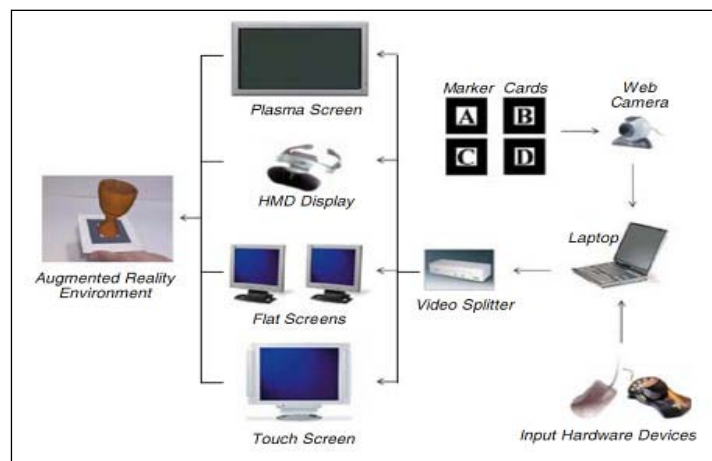 Plasma Screen
Marker Cards
A B
C D
Web
Camera
HMD Display
Laptop
Augmented Reality
Environment
Flat Screens
Video Splitter
Touch Screen
Input Hardware Devices